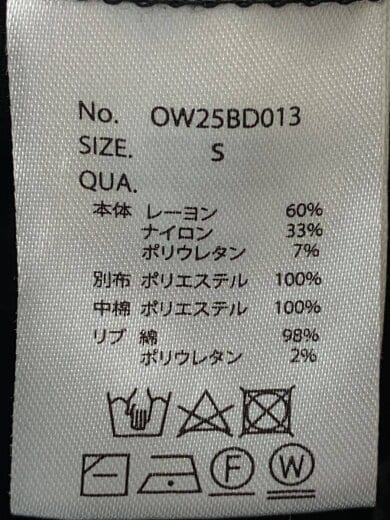 No. OW25BD013
SIZE. S
QUA.
本体 レーヨン 60%
ナイロン 33%
ポリウレタン 7%
別布 ポリエステル 100%
中棉 ポリエステル 100%
リブ 綿 98%
ポリウレタン 2%
F W